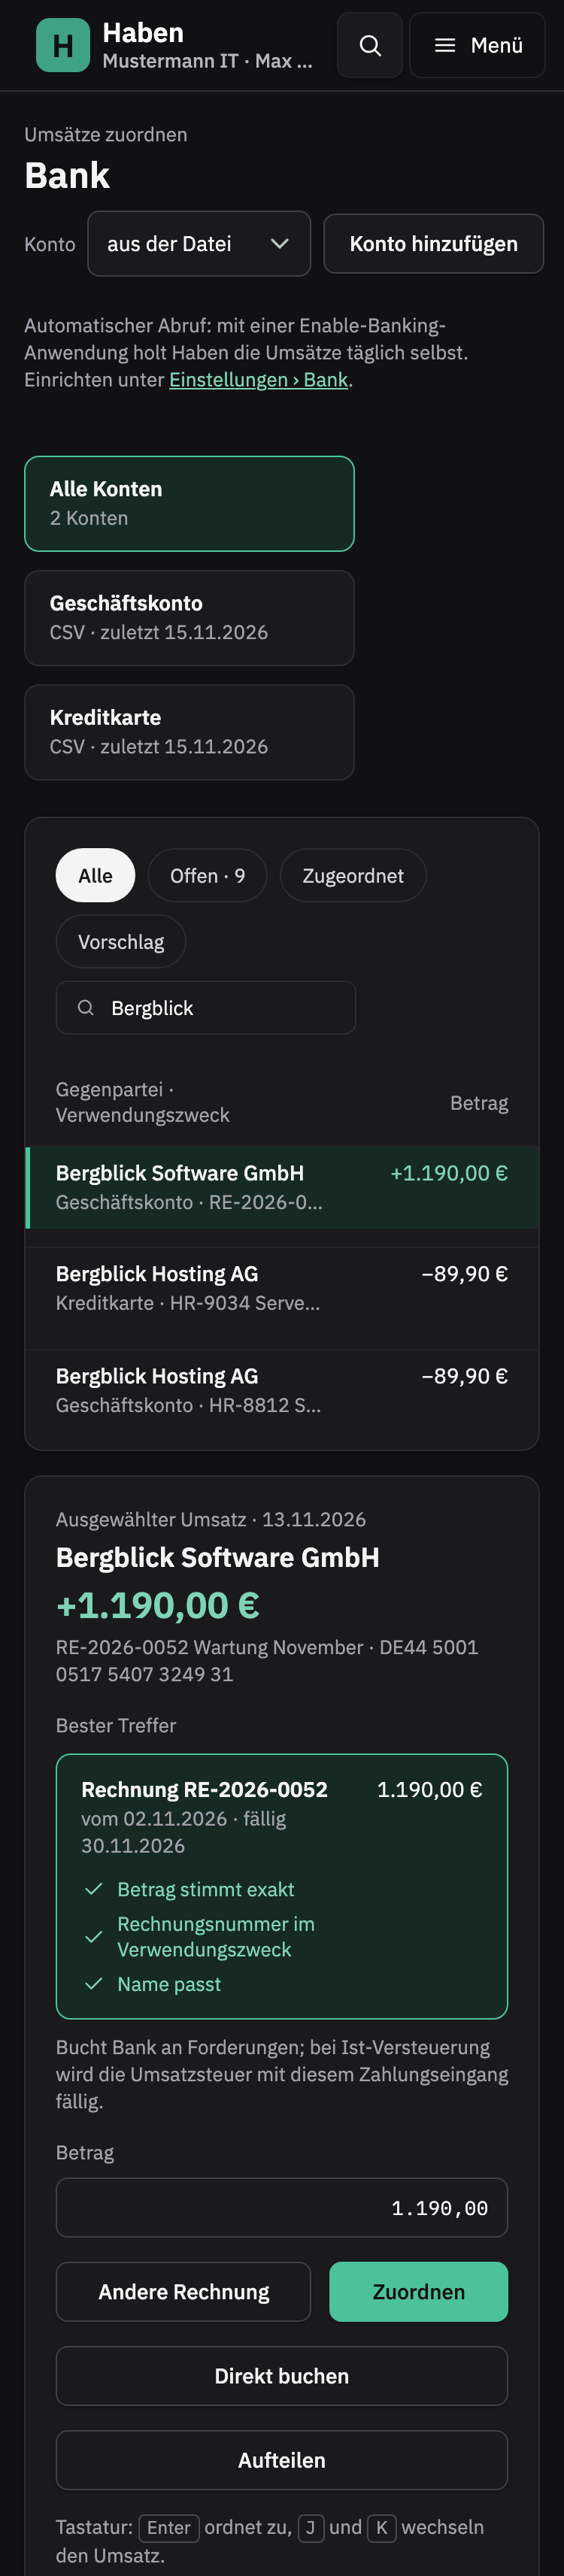 H
Haben
Mustermann IT · Max ...
Menü
Umsätze zuordnen
Bank
Konto
aus der Datei
Konto hinzufügen
Automatischer Abruf: mit einer Enable-Banking-
Anwendung holt Haben die Umsätze täglich selbst.
Einrichten unter Einstellungen › Bank.
Alle Konten
2 Konten
Geschäftskonto
CSV · zuletzt 15.11.2026
Kreditkarte
CSV · zuletzt 15.11.2026
Alle
Offen · 9
Zugeordnet
Vorschlag
Bergblick
Gegenpartei ·
Verwendungszweck
Betrag
Bergblick Software GmbH +1.190,00 €
Geschäftskonto · RE-2026-0...
Bergblick Hosting AG −89,90 €
Kreditkarte · HR-9034 Serve...
Bergblick Hosting AG −89,90 €
Geschäftskonto · HR-8812 S...
Ausgewählter Umsatz · 13.11.2026
Bergblick Software GmbH
+1.190,00 €
RE-2026-0052 Wartung November · DE44 5001
0517 5407 3249 31
Bester Treffer
Rechnung RE-2026-0052 1.190,00 €
vom 02.11.2026 · fällig
30.11.2026
Betrag stimmt exakt
Rechnungsnummer im
Verwendungszweck
Name passt
Bucht Bank an Forderungen; bei Ist-Versteuerung
wird die Umsatzsteuer mit diesem Zahlungseingang
fällig.
Betrag
1.190,00
Andere Rechnung
Zuordnen
Direkt buchen
Aufteilen
Tastatur: Enter ordnet zu, J und K wechseln
den Umsatz.